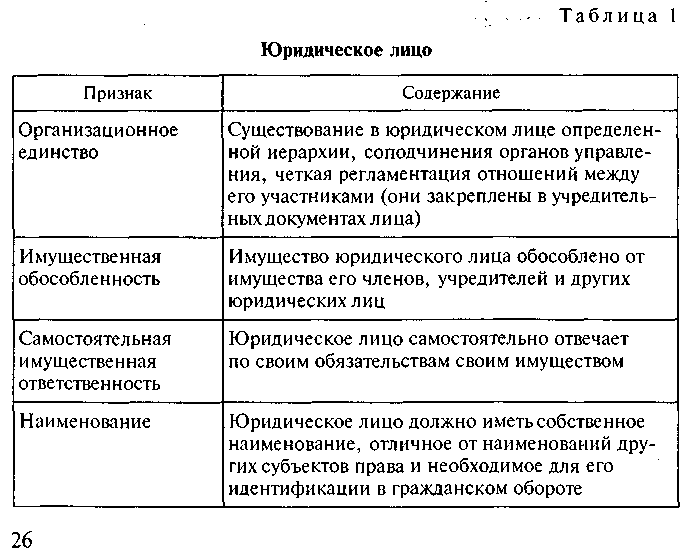 Таблица 1
Юридическое лицо
Признак
Содержание
Организационное
единство
Существование в юридическом лице определен-
ной иерархии, соподчинения органов управле-
ния, четкая регламентация отношений между
его участниками (они закреплены в учредитель-
ных документах лица)
Имущественная
обособленность
Имущество юридического лица обособлено от
имущества его членов, учредителей и других
юридических лиц
Самостоятельная
имущественная
ответственность
Юридическое лицо самостоятельно отвечает
по своим обязательствам своим имуществом
Наименование
Юридическое лицо должно иметь собственное
наименование, отличное от наименований дру-
гих субъектов права и необходимое для его
идентификации в гражданском обороте
26